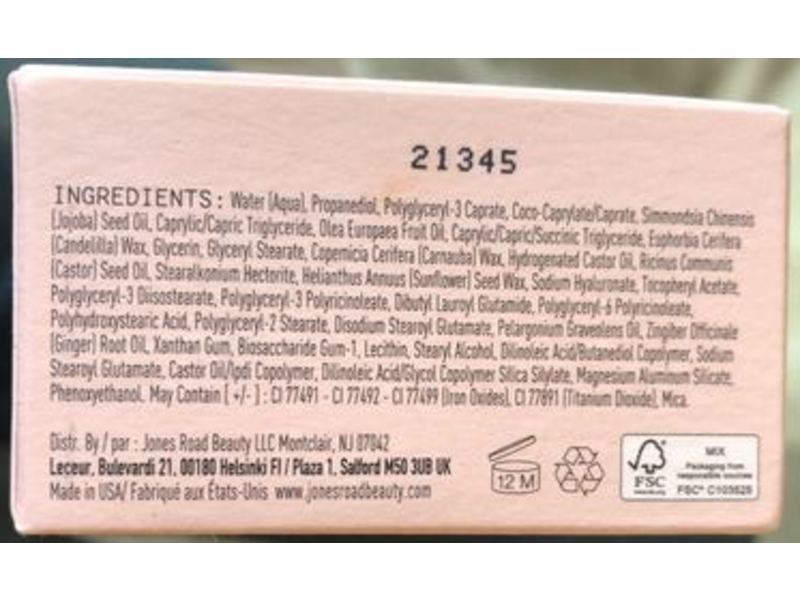 21345
INGREDIENTS: Water (Aqua), Propanediol, Polyglyceryl-3 Caprate, Coco-Caprylate/Caprate, Simmondsia Chinensis
(Jojoba) Seed Oil, Caprylic/Capric Triglyceride, Olea Europaea Fruit Oil, Caprylic/Capric/Succinic Triglyceride, Euphorbia Cerifera
(Candelilla) Wax, Glycerin, Glyceryl Stearate, Copernicia Cerifera (Carnauba) Wax, Hydrogenated Castor Oil, Ricinus Communis
(Castor) Seed Oil, Stearalkonium Hectorite, Helianthus Annuus (Sunflower) Seed Wax, Sodium Hyaluronate, Tocopheryl Acetate,
Polyglyceryl-3 Diisostearate, Polyglyceryl-3 Polyricinoleate, Dibutyl Lauroyl Glutamide, Polyglyceryl-6 Polyricinoleate,
Polyhydroxystearic Acid, Polyglyceryl-2 Stearate, Disodium Stearoyl Glutamate, Pelargonium Graveolens Oil, Zingiber Officinale
(Ginger) Root Oil, Xanthan Gum, Biosaccharide Gum-1, Lecithin, Stearyl Alcohol, Dilinoleic Acid/Butanediol Copolymer, Sodium
Stearoyl Glutamate, Castor Oil/Ipdi Copolymer, Dilinoleic Acid/Glycol Copolymer Silica Silylate, Magnesium Aluminum Silicate,
Phenoxyethanol. May Contain [+/-]: CI 77491 - CI 77492 - CI 77499 (Iron Oxides), CI 77891 (Titanium Dioxide), Mica.
Distr. By / par : Jones Road Beauty LLC Montclair, NJ 07042
Leceur, Bulevardi 21, 00180 Helsinki FI / Plaza 1, Salford M50 3UB UK
Made in USA/ Fabriqué aux États-Unis www.jonesroadbeauty.com
12 M
FSC
MIX
Packaging from
responsible sources
FSC® C103525